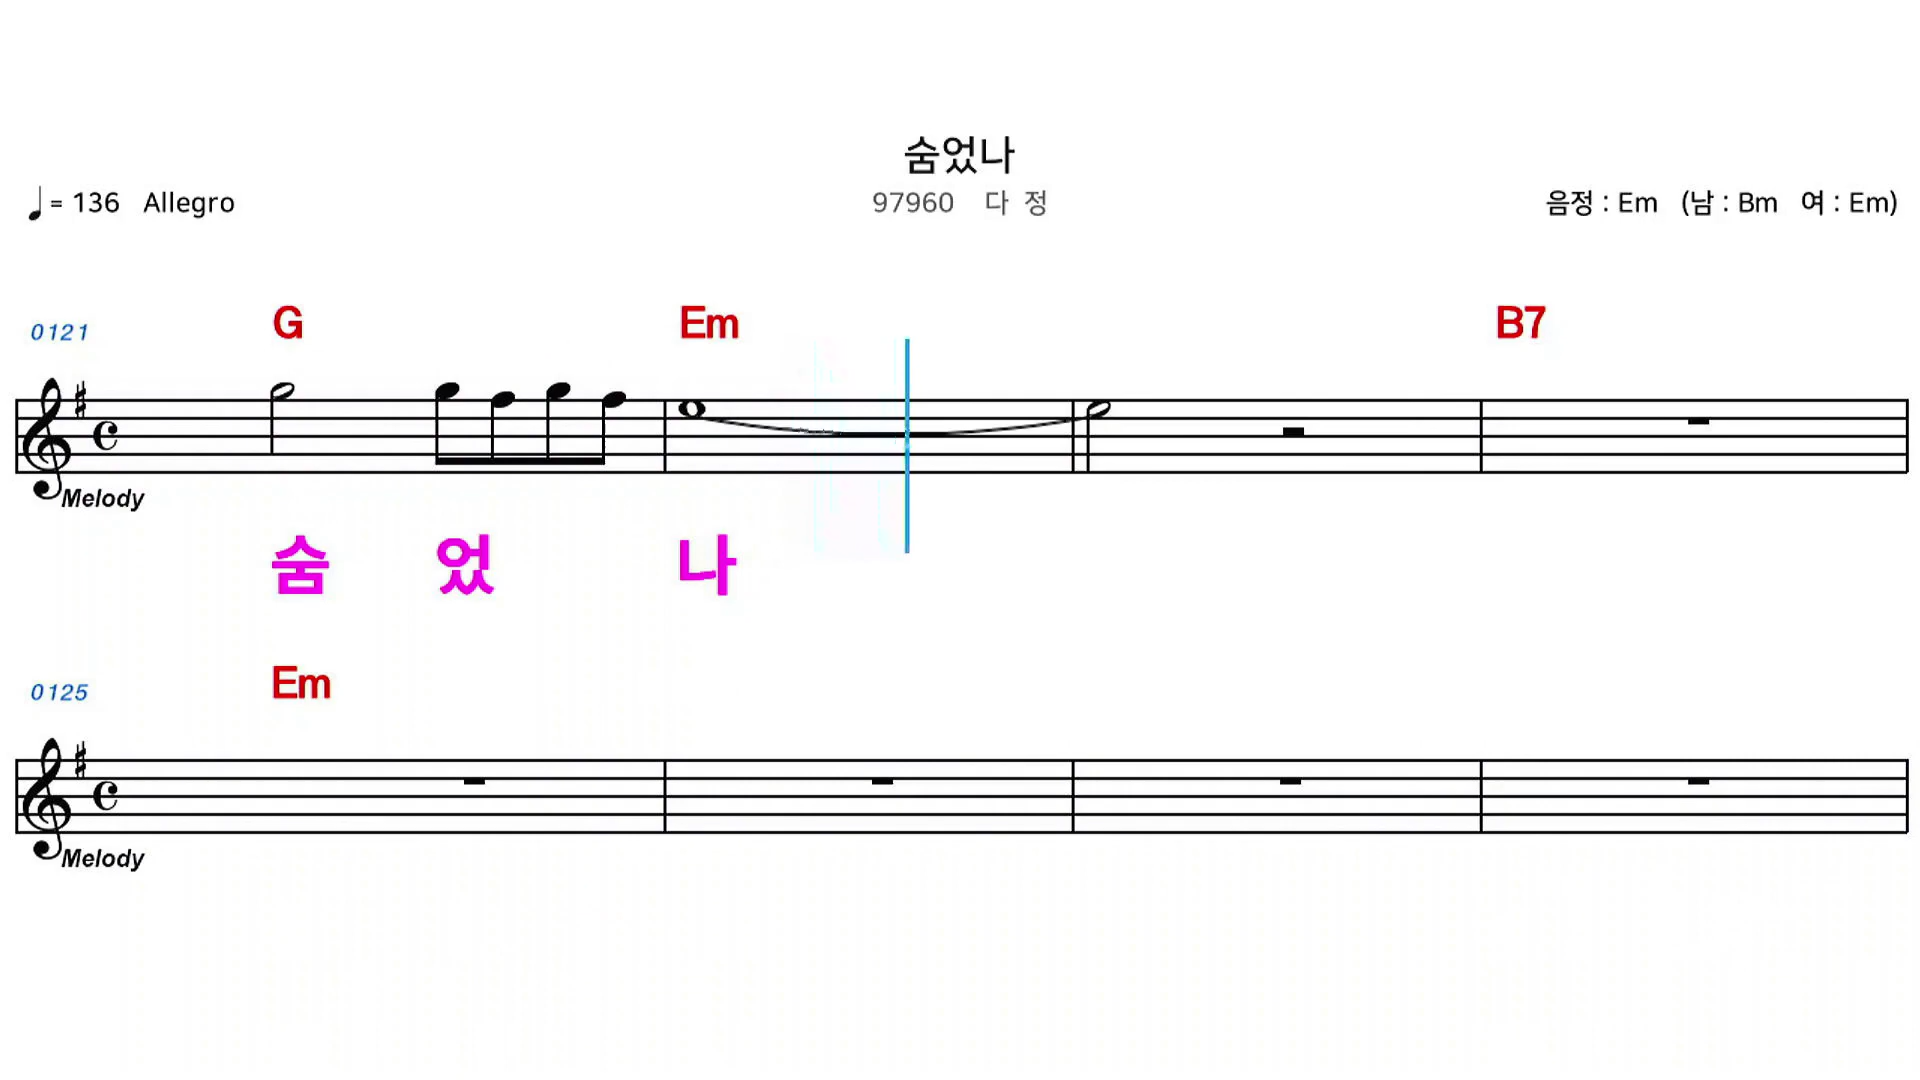 숨었나
= 136 Allegro 97960 다 정 음정 : Em (남 : Bm 여 : Em)
0121 G Em B7
Melody
숨 었 나
0125 Em
Melody